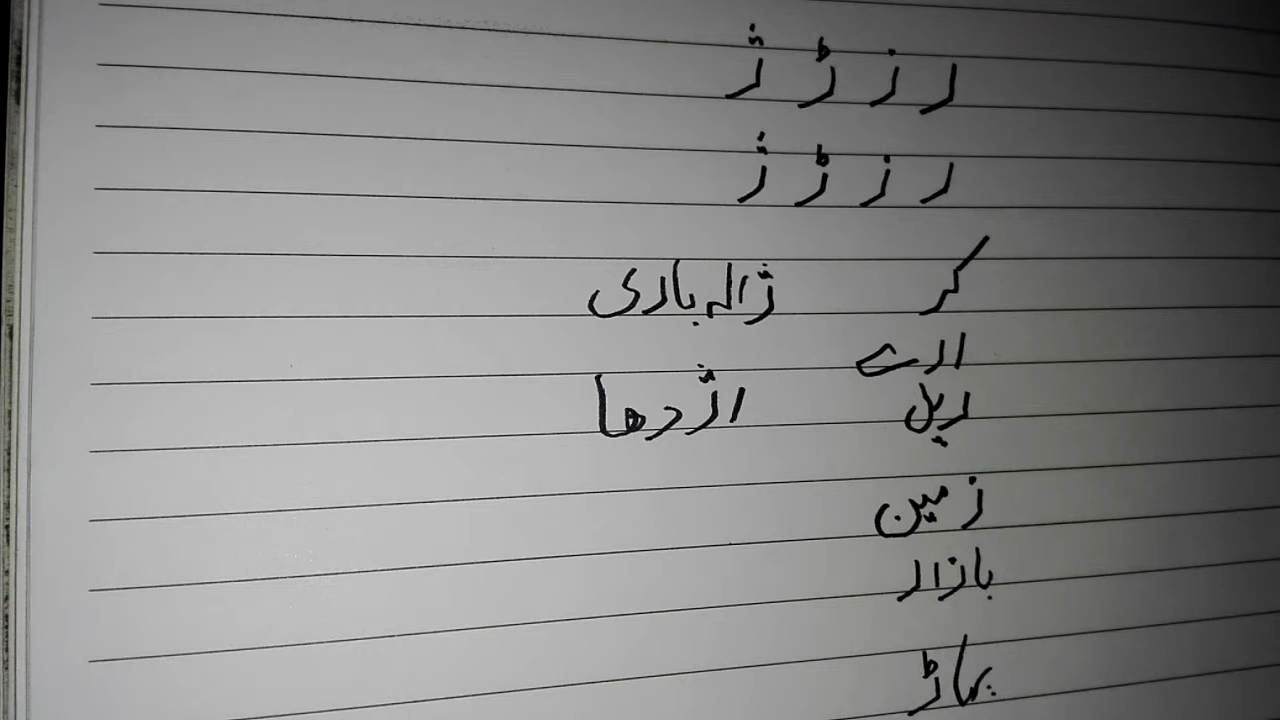 ر ز ڑ ژ
ر ز ڑ ژ
کر ژالہ باری
ارے
ریل اژدھا
زمین
بازار
پہاڑ